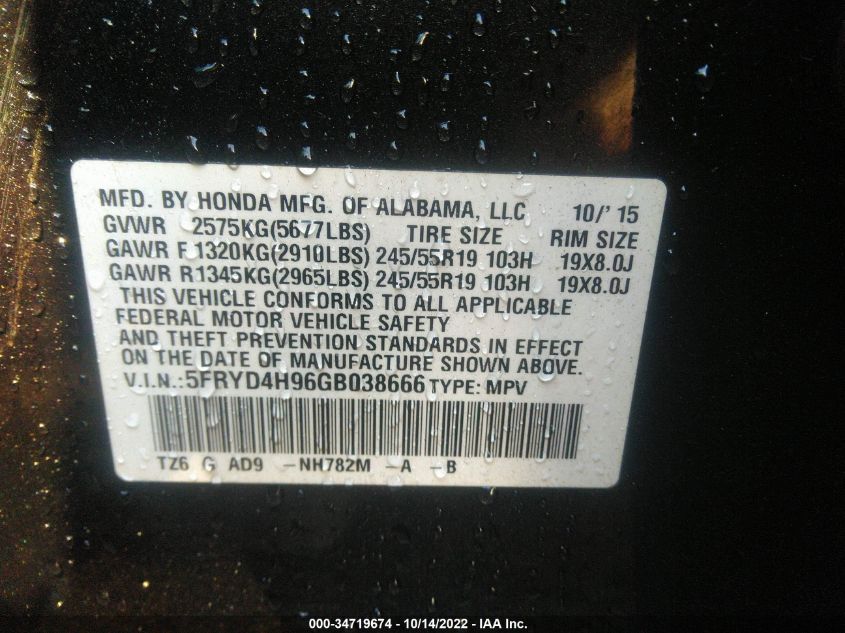 MFD. BY HONDA MFG. OF ALABAMA, LLC 10/' 15
GVWR 2575KG(5677LBS) TIRE SIZE RIM SIZE
GAWR F1320KG(2910LBS) 245/55R19 103H 19X8.0J
GAWR R1345KG(2965LBS) 245/55R19 103H 19X8.0J
THIS VEHICLE CONFORMS TO ALL APPLICABLE
FEDERAL MOTOR VEHICLE SAFETY
AND THEFT PREVENTION STANDARDS IN EFFECT
ON THE DATE OF MANUFACTURE SHOWN ABOVE.
V.I.N.:5FRYD4H96GB038666 TYPE: MPV
TZ6 G AD9 -NH782M -A -B
000-34719674 - 10/14/2022 - IAA Inc.